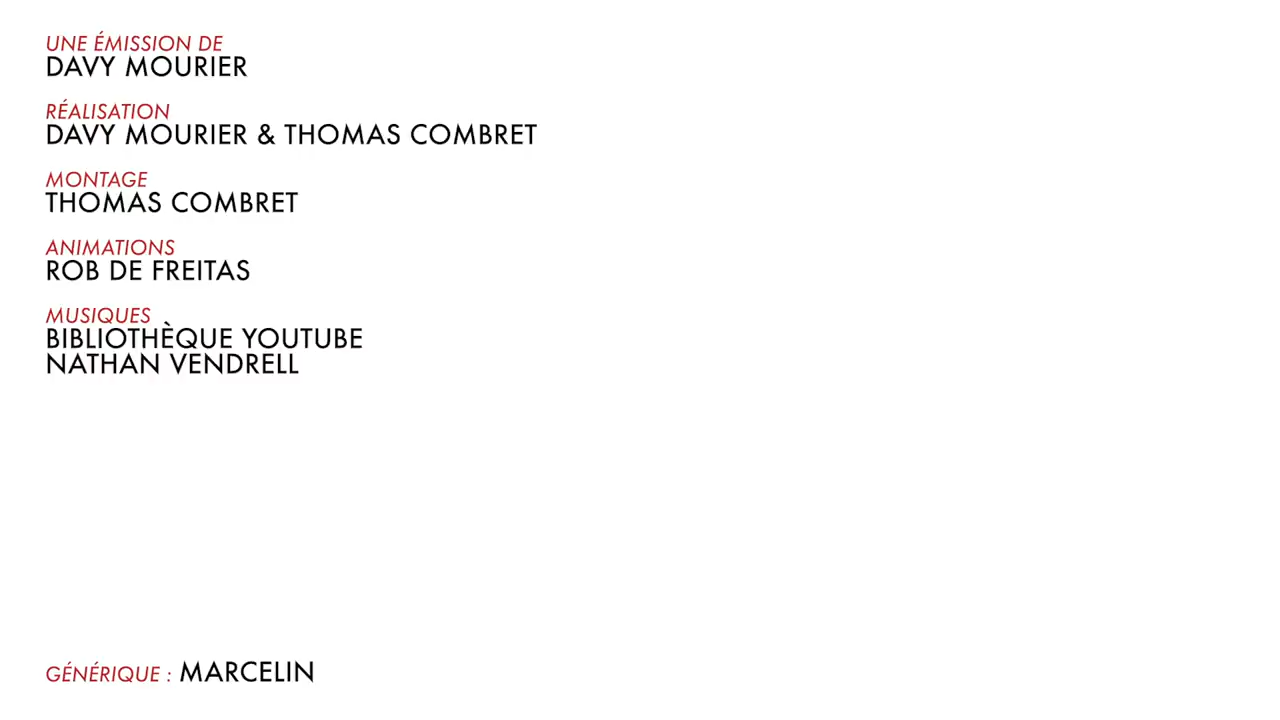 UNE ÉMISSION DE
DAVY MOURIER
RÉALISATION
DAVY MOURIER & THOMAS COMBRET
MONTAGE
THOMAS COMBRET
ANIMATIONS
ROB DE FREITAS
MUSIQUES
BIBLIOTHÈQUE YOUTUBE
NATHAN VENDRELL
GÉNÉRIQUE : MARCELIN